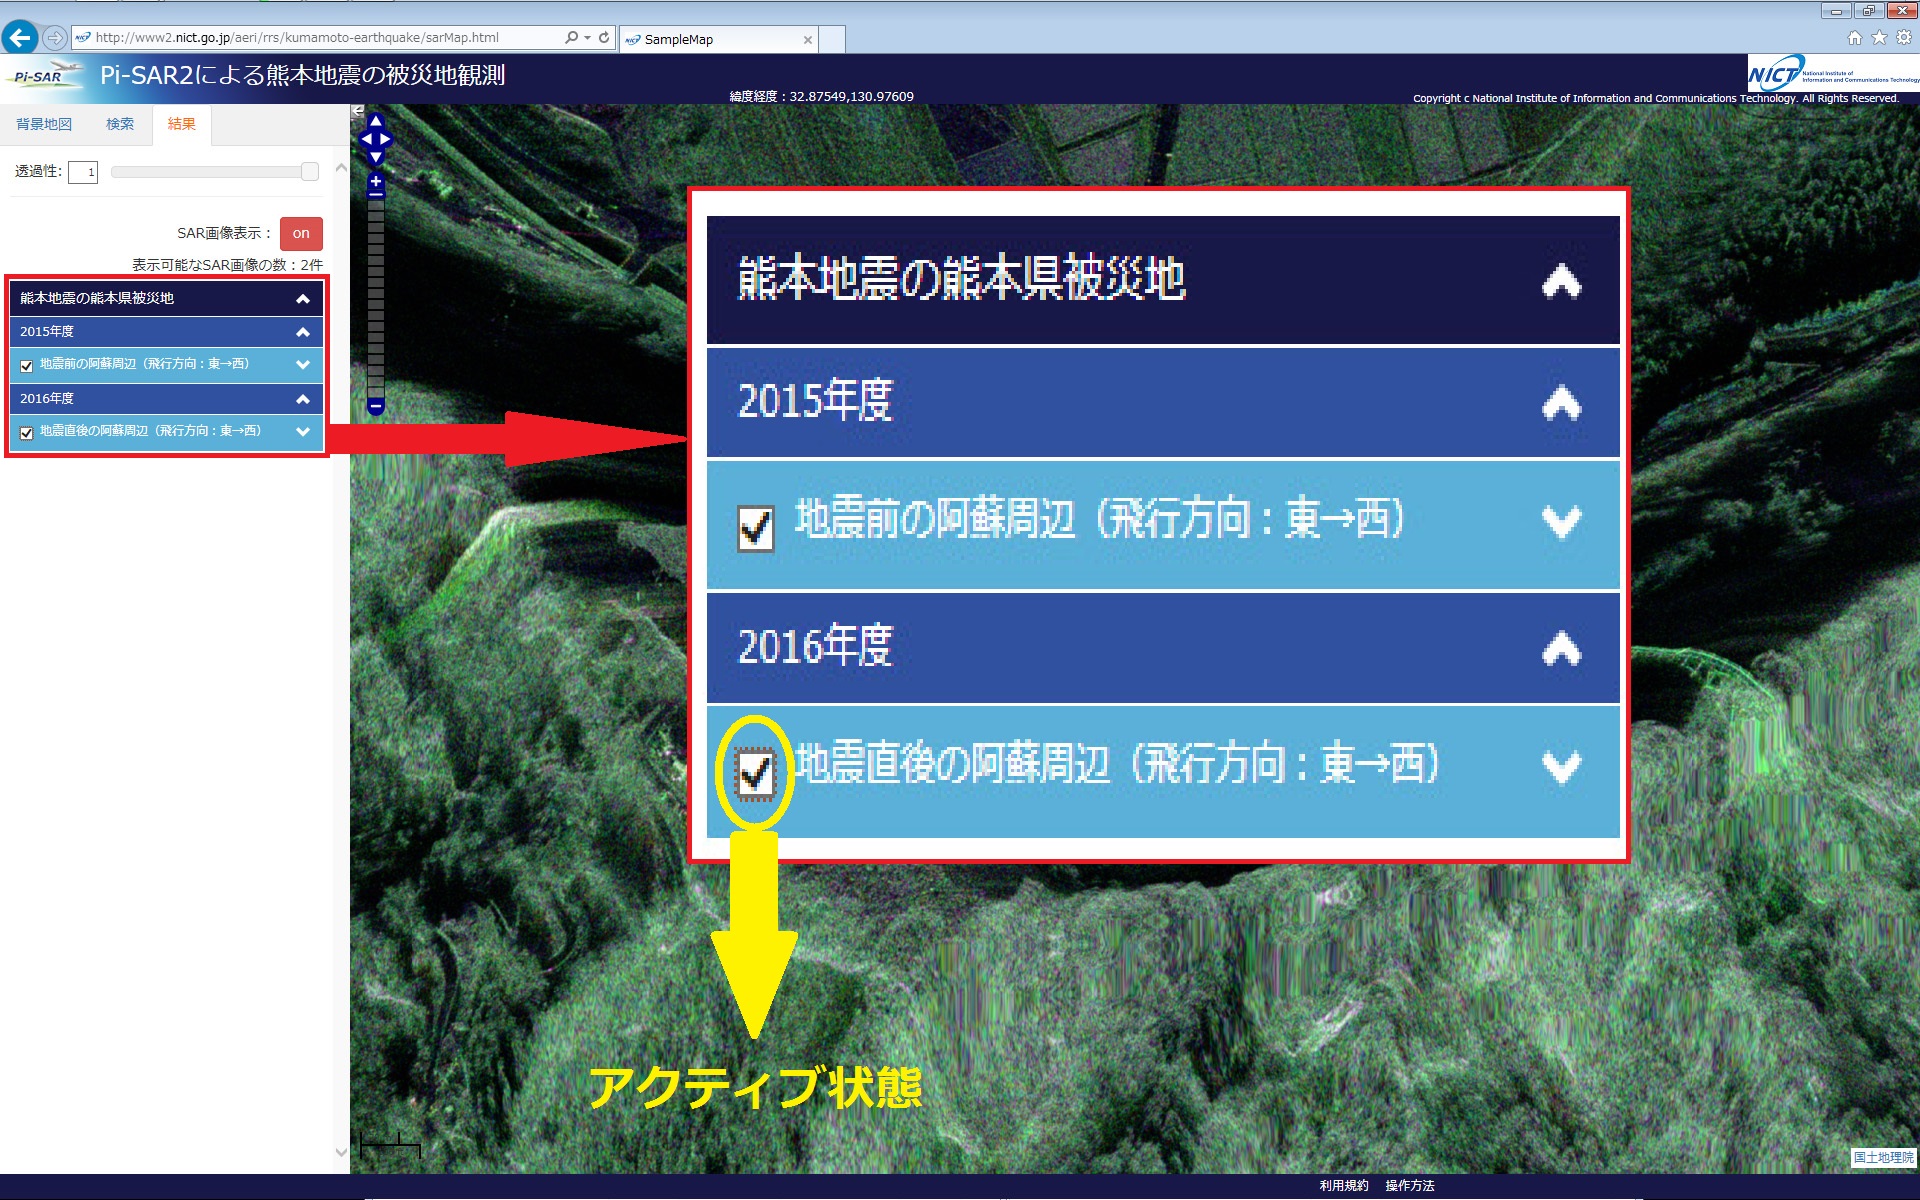 http://www2.nict.go.jp/aeri/rrs/kumamoto-earthquake/sarMap.html
SampleMap
Pi-SAR
Pi-SAR2による熊本地震の被災地観測
緯度経度：32.87549,130.97609
NICT National Institute of Information and Communications Technology
Copyright c National Institute of Information and Communications Technology. All Rights Reserved.
背景地図 検索 結果
透過性: 1
SAR画像表示： on
表示可能なSAR画像の数：2件
熊本地震の熊本県被災地
2015年度
地震前の阿蘇周辺（飛行方向：東→西）
2016年度
地震直後の阿蘇周辺（飛行方向：東→西）
熊本地震の熊本県被災地
2015年度
地震前の阿蘇周辺（飛行方向：東→西）
2016年度
地震直後の阿蘇周辺（飛行方向：東→西）
アクティブ状態
国土地理院
利用規約 操作方法